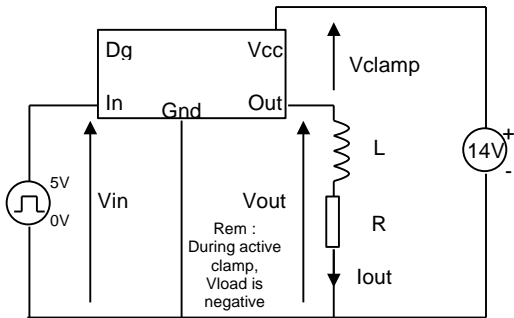 Dg
Vcc
Vclamp
In
Gnd
Out
14V
+
-
L
5V
0V
Vin
Vout
R
Rem :
During active
clamp,
Vload is
negative
Iout